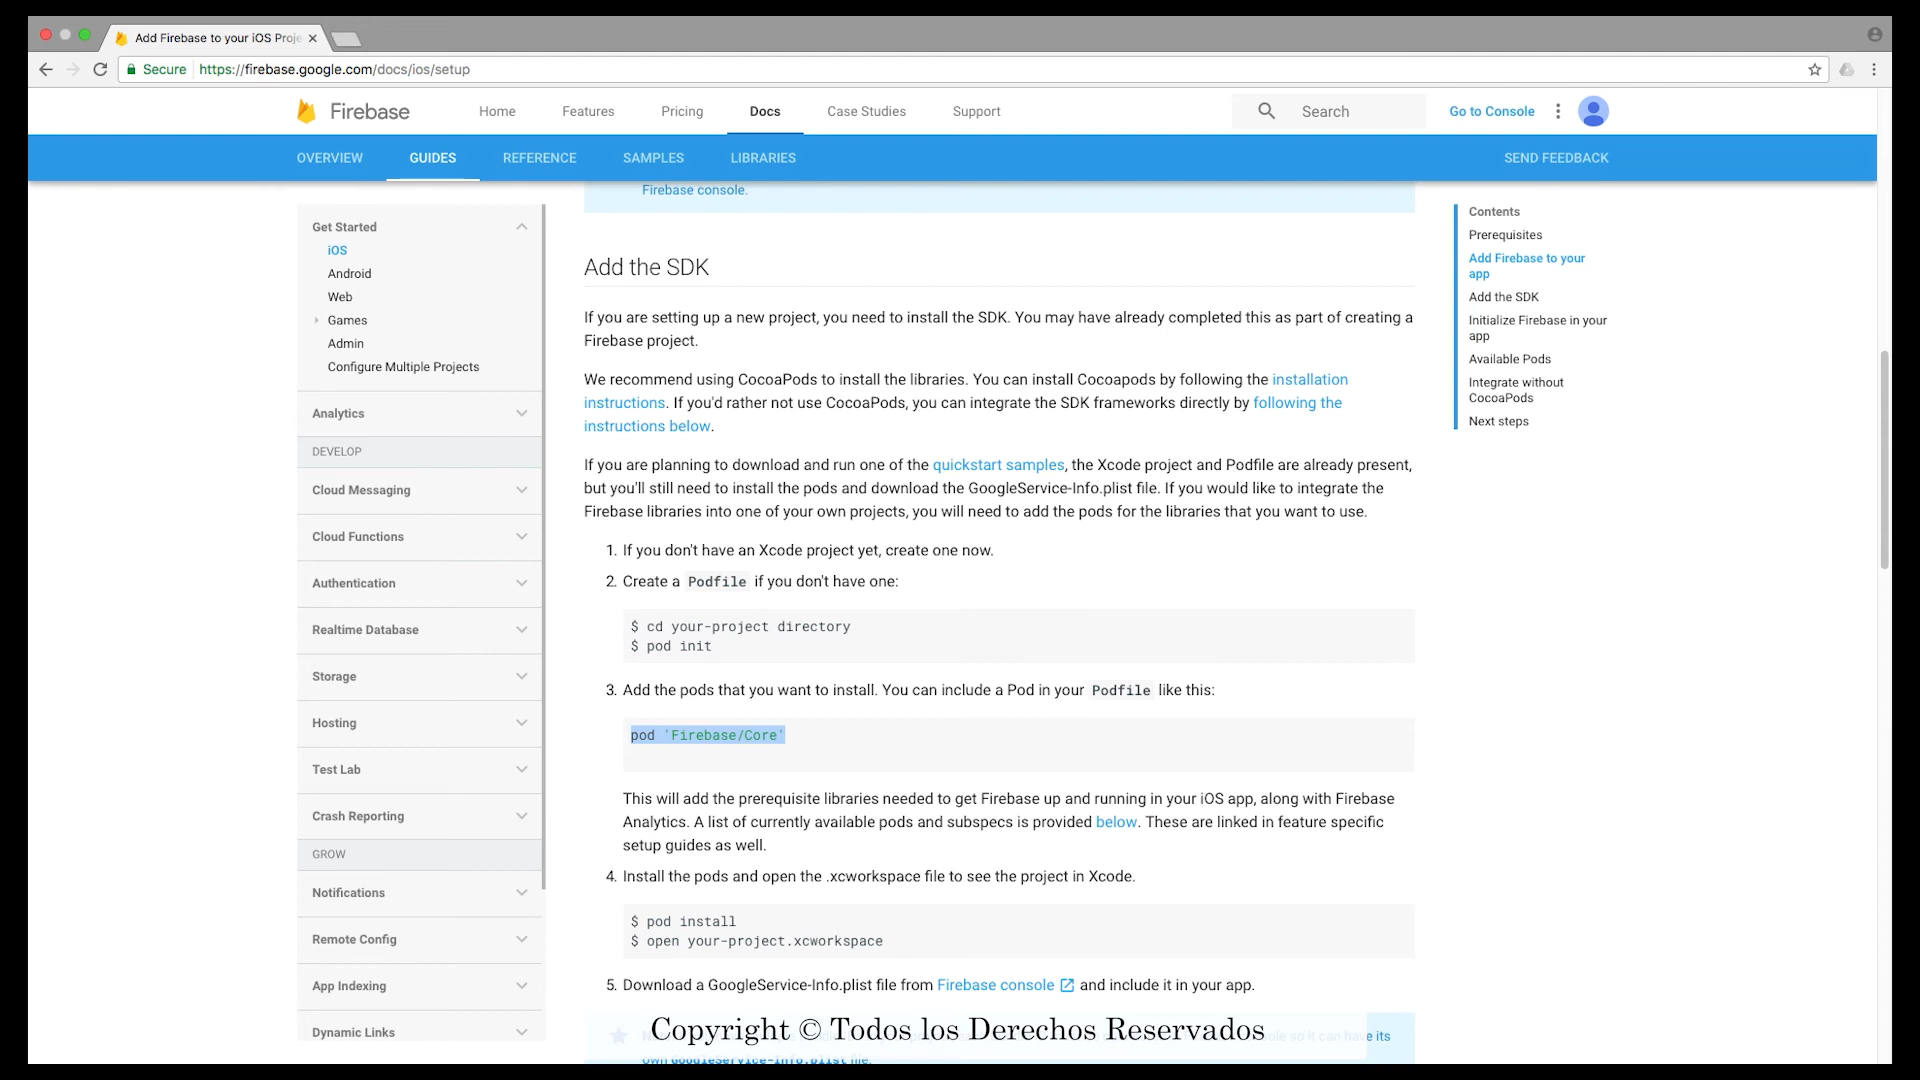 Add Firebase to your iOS Proje
Secure https://firebase.google.com/docs/ios/setup
Firebase Home Features Pricing Docs Case Studies Support Search Go to Console
OVERVIEW GUIDES REFERENCE SAMPLES LIBRARIES SEND FEEDBACK
Get Started
iOS
Android
Web
Games
Admin
Configure Multiple Projects
Analytics
DEVELOP
Cloud Messaging
Cloud Functions
Authentication
Realtime Database
Storage
Hosting
Test Lab
Crash Reporting
GROW
Notifications
Remote Config
App Indexing
Dynamic Links
Firebase console.
Add the SDK
If you are setting up a new project, you need to install the SDK. You may have already completed this as part of creating a
Firebase project.
We recommend using CocoaPods to install the libraries. You can install Cocoapods by following the installation
instructions. If you'd rather not use CocoaPods, you can integrate the SDK frameworks directly by following the
instructions below.
If you are planning to download and run one of the quickstart samples, the Xcode project and Podfile are already present,
but you'll still need to install the pods and download the GoogleService-Info.plist file. If you would like to integrate the
Firebase libraries into one of your own projects, you will need to add the pods for the libraries that you want to use.
1. If you don't have an Xcode project yet, create one now.
2. Create a Podfile if you don't have one:
$ cd your-project directory
$ pod init
3. Add the pods that you want to install. You can include a Pod in your Podfile like this:
pod 'Firebase/Core'
This will add the prerequisite libraries needed to get Firebase up and running in your iOS app, along with Firebase
Analytics. A list of currently available pods and subspecs is provided below. These are linked in feature specific
setup guides as well.
4. Install the pods and open the .xcworkspace file to see the project in Xcode.
$ pod install
$ open your-project.xcworkspace
5. Download a GoogleService-Info.plist file from Firebase console and include it in your app.
Copyright © Todos los Derechos Reservados
so it can have its
own GoogleService-Info.plist file.
Contents
Prerequisites
Add Firebase to your
app
Add the SDK
Initialize Firebase in your
app
Available Pods
Integrate without
CocoaPods
Next steps